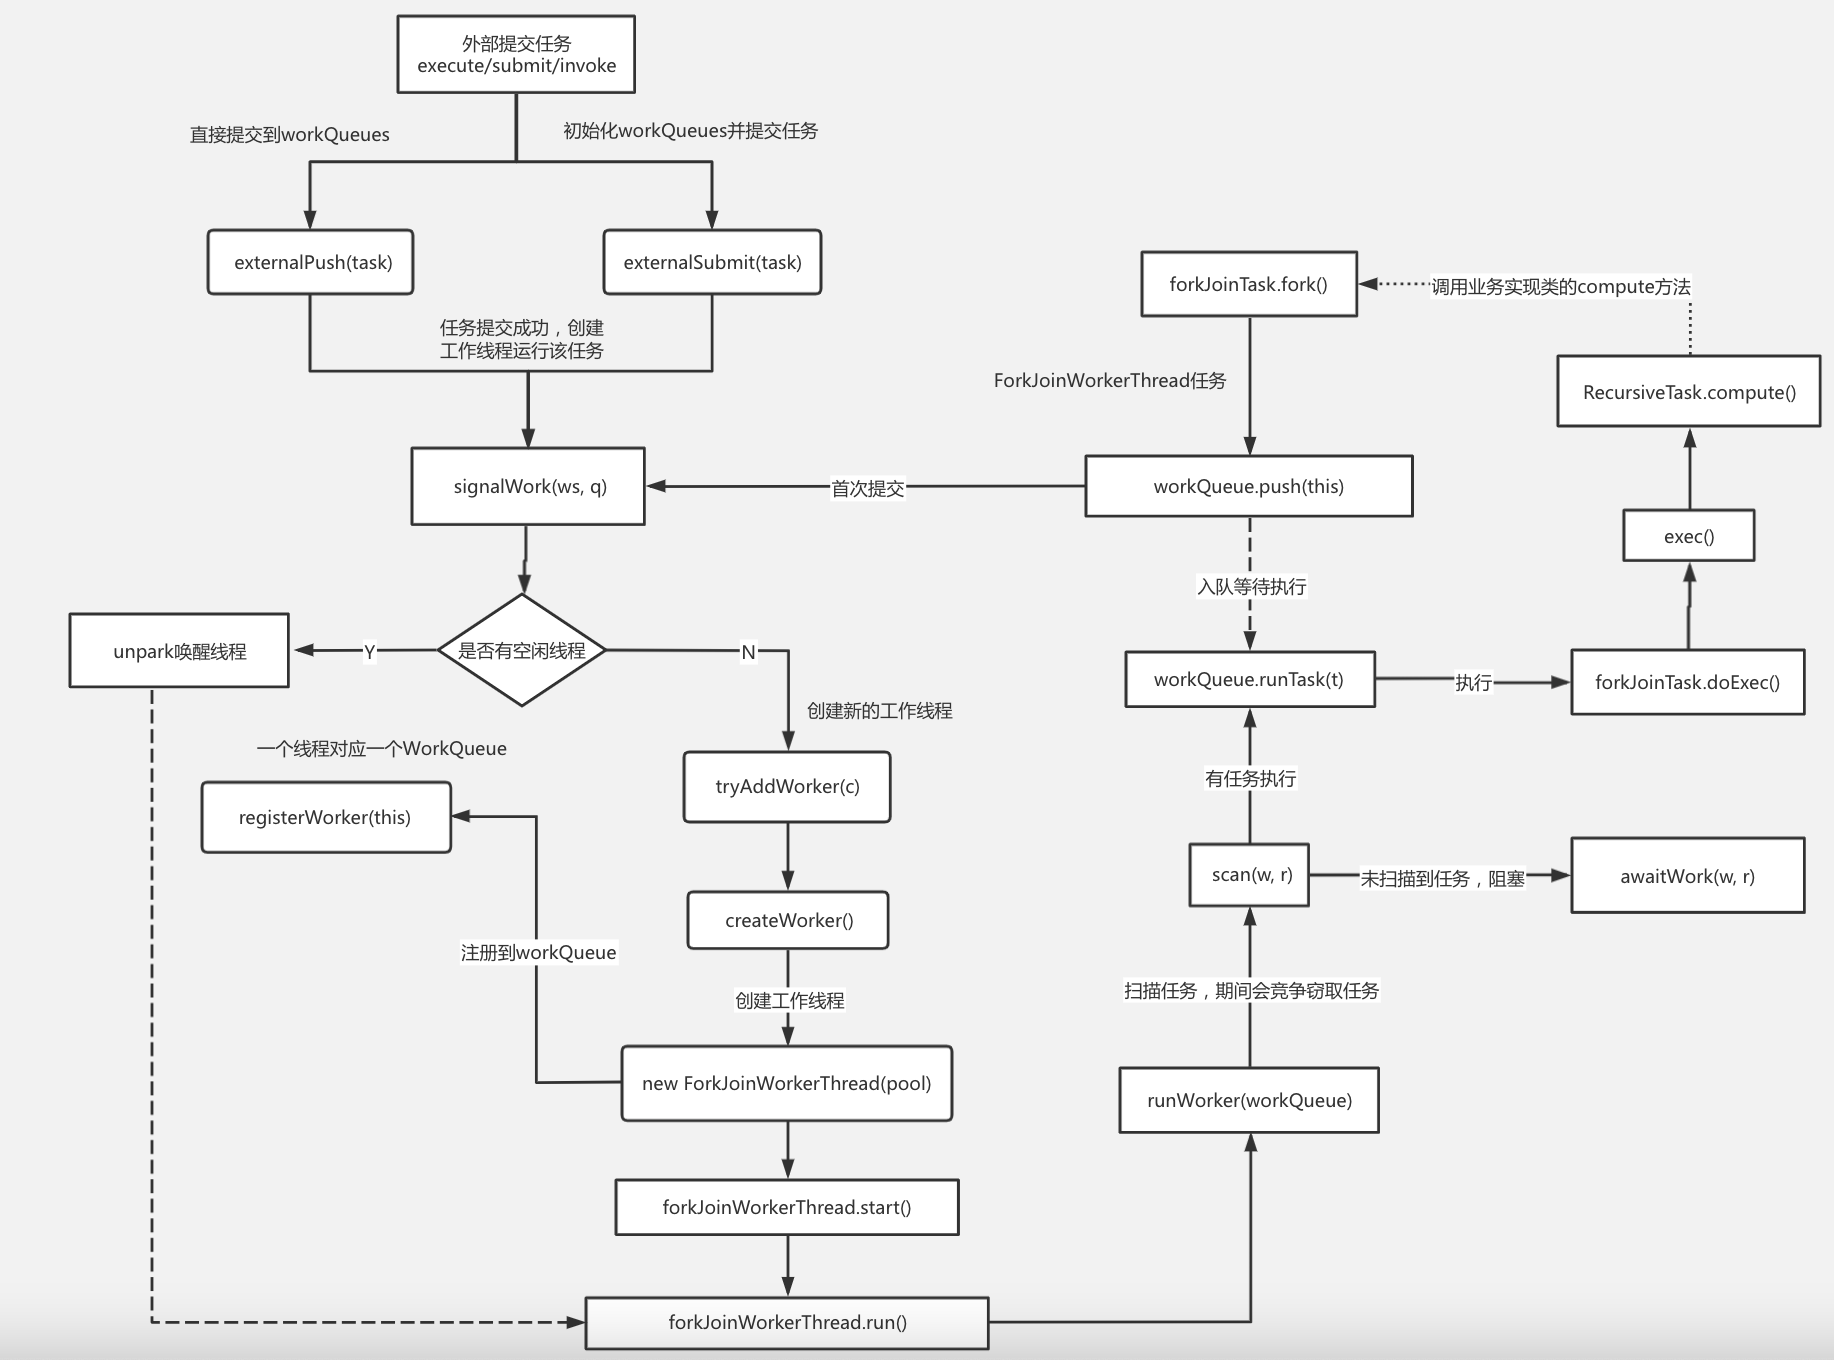 外部提交任务
execute/submit/invoke
直接提交到workQueues
初始化workQueues并提交任务
externalPush(task)
externalSubmit(task)
任务提交成功，创建
工作线程运行该任务
signalWork(ws, q)
是否有空闲线程
Y
N
unpark唤醒线程
创建新的工作线程
一个线程对应一个WorkQueue
registerWorker(this)
tryAddWorker(c)
createWorker()
注册到workQueue
创建工作线程
new ForkJoinWorkerThread(pool)
forkJoinWorkerThread.start()
forkJoinWorkerThread.run()
forkJoinTask.fork()
调用业务实现类的compute方法
ForkJoinWorkerThread任务
RecursiveTask.compute()
workQueue.push(this)
首次提交
exec()
入队等待执行
workQueue.runTask(t)
执行
forkJoinTask.doExec()
有任务执行
scan(w, r)
未扫描到任务，阻塞
awaitWork(w, r)
扫描任务，期间会竞争窃取任务
runWorker(workQueue)